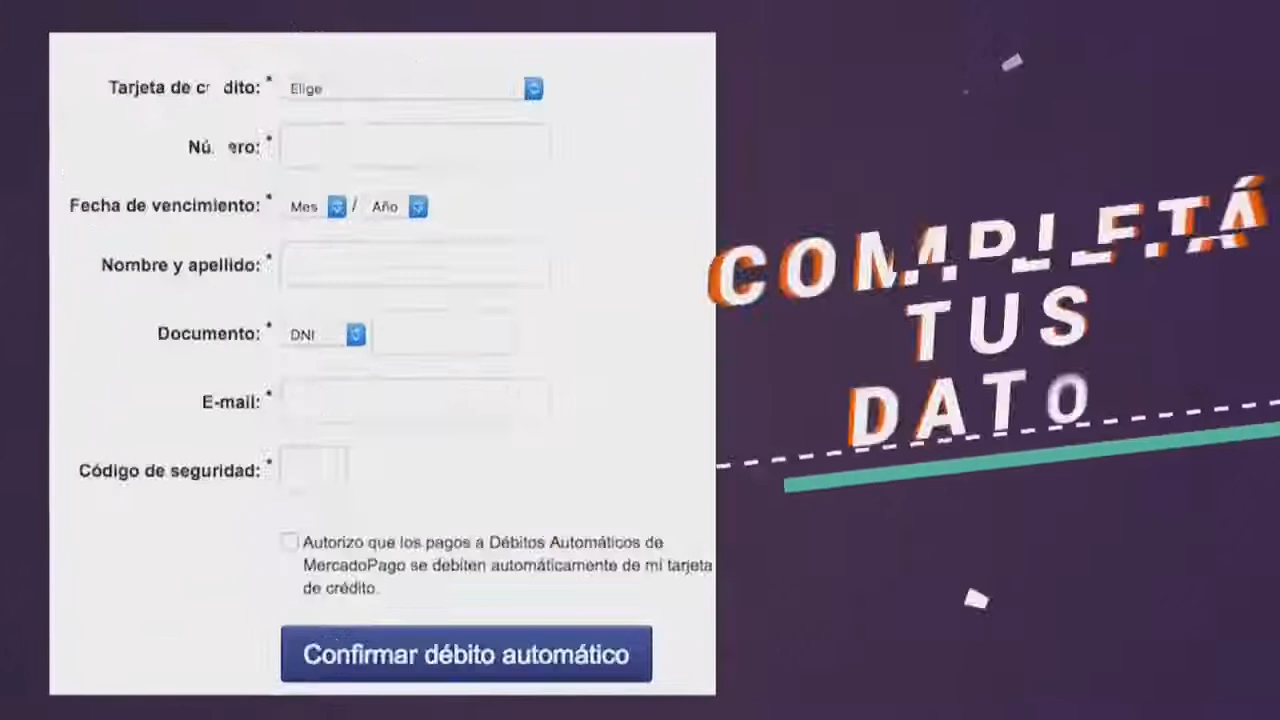 Tarjeta de crédito: *
Elige
Número: *
Fecha de vencimiento: *
Mes / Año
Nombre y apellido: *
Documento: *
DNI
E-mail: *
Código de seguridad: *
Autorizo que los pagos a Débitos Automáticos de
MercadoPago se debiten automáticamente de mi tarjeta
de crédito.
Confirmar débito automático
COMPLETÁ
TUS
DATO